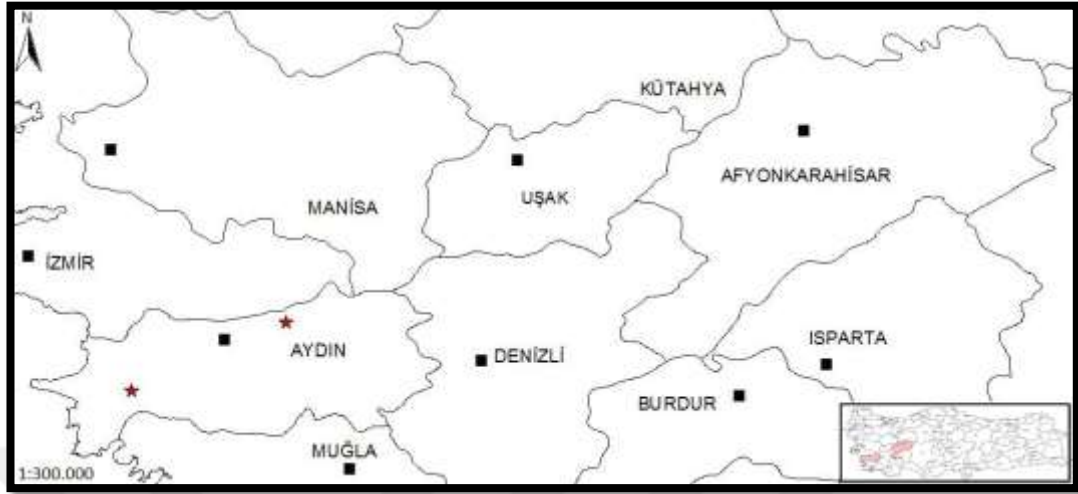 N
KÜTAHYA
AFYONKARAHİSAR
UŞAK
MANİSA
İZMİR
AYDIN
DENİZLİ
ISPARTA
BURDUR
MUĞLA
1:300.000